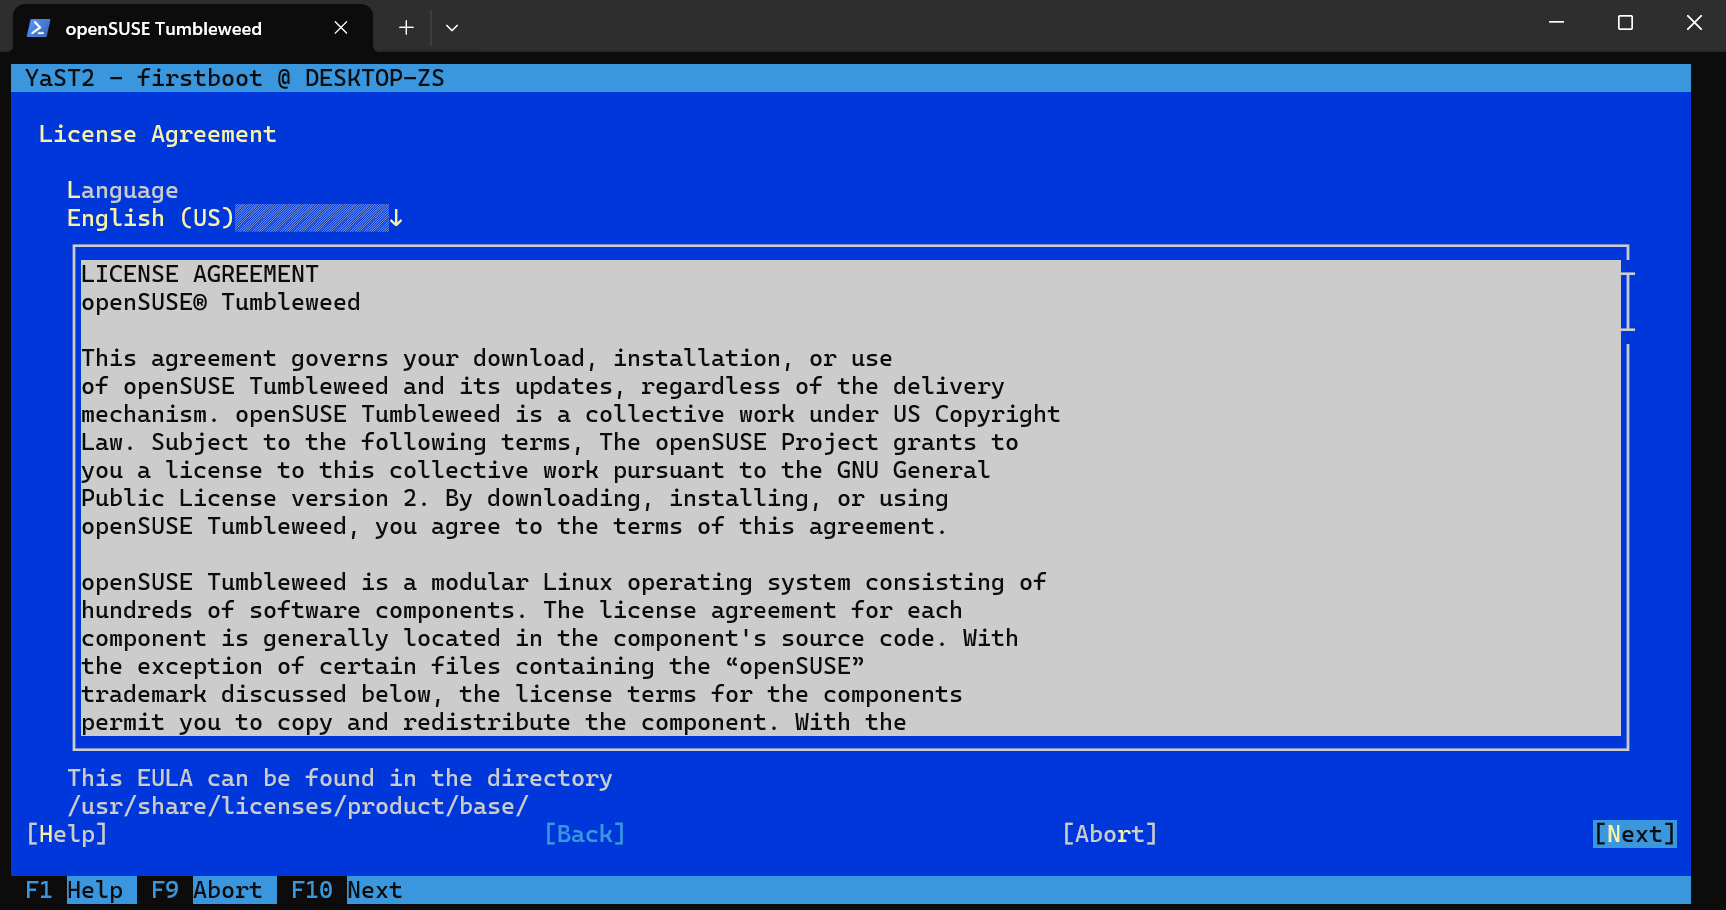 openSUSE Tumbleweed
YaST2 - firstboot @ DESKTOP-ZS
License Agreement
Language
English (US)
LICENSE AGREEMENT
openSUSE® Tumbleweed
This agreement governs your download, installation, or use
of openSUSE Tumbleweed and its updates, regardless of the delivery
mechanism. openSUSE Tumbleweed is a collective work under US Copyright
Law. Subject to the following terms, The openSUSE Project grants to
you a license to this collective work pursuant to the GNU General
Public License version 2. By downloading, installing, or using
openSUSE Tumbleweed, you agree to the terms of this agreement.
openSUSE Tumbleweed is a modular Linux operating system consisting of
hundreds of software components. The license agreement for each
component is generally located in the component's source code. With
the exception of certain files containing the “openSUSE”
trademark discussed below, the license terms for the components
permit you to copy and redistribute the component. With the
This EULA can be found in the directory
/usr/share/licenses/product/base/
[Help] [Back] [Abort] [Next]
F1 Help F9 Abort F10 Next